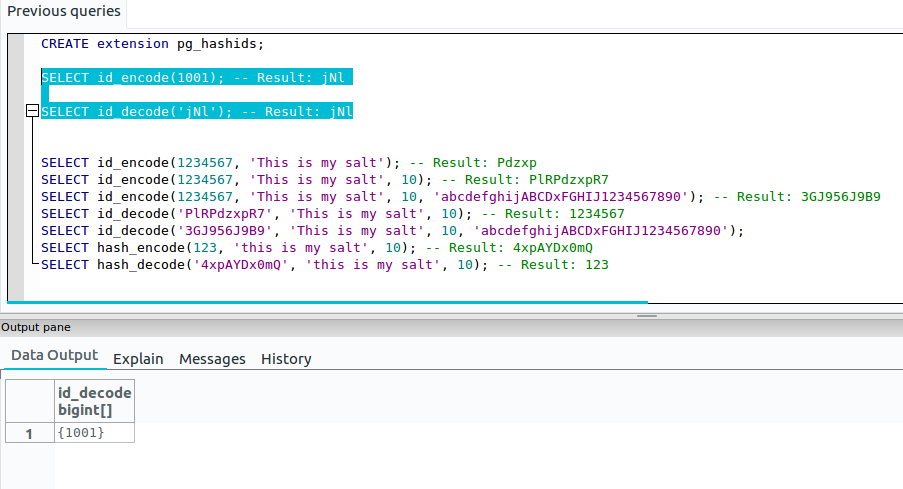 Previous queries
CREATE extension pg_hashids;
SELECT id_encode(1001); -- Result: jNl
SELECT id_decode('jNl'); -- Result: jNl
SELECT id_encode(1234567, 'This is my salt'); -- Result: Pdzxp
SELECT id_encode(1234567, 'This is my salt', 10); -- Result: PlRPdzxpR7
SELECT id_encode(1234567, 'This is my salt', 10, 'abcdefghijABCDxFGHIJ1234567890'); -- Result: 3GJ956J9B9
SELECT id_decode('PlRPdzxpR7', 'This is my salt', 10); -- Result: 1234567
SELECT id_decode('3GJ956J9B9', 'This is my salt', 10, 'abcdefghijABCDxFGHIJ1234567890');
SELECT hash_encode(123, 'this is my salt', 10); -- Result: 4xpAYDx0mQ
SELECT hash_decode('4xpAYDx0mQ', 'this is my salt', 10); -- Result: 123
Output pane
Data Output Explain Messages History
id_decode
bigint[]
1 {1001}